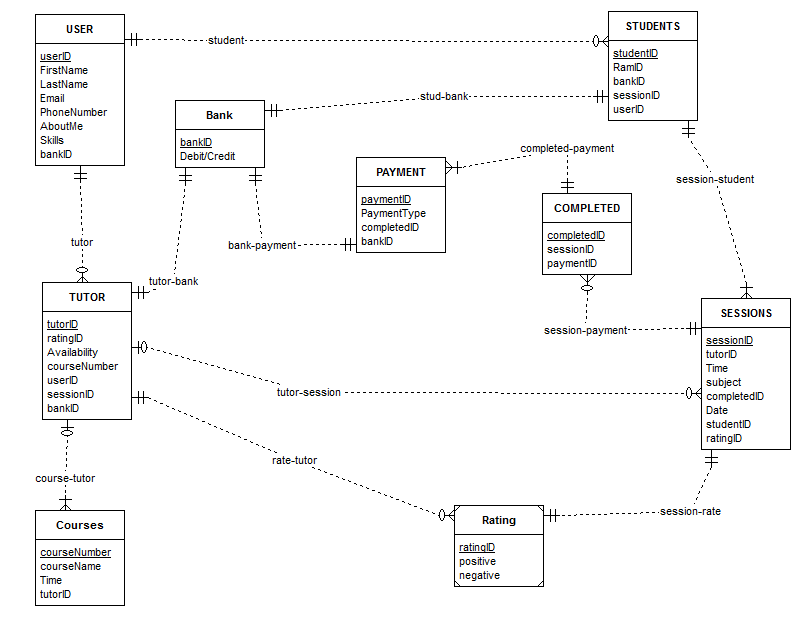 USER
userID
FirstName
LastName
Email
PhoneNumber
AboutMe
Skills
bankID
student
STUDENTS
studentID
RamID
bankID
sessionID
userID
stud-bank
Bank
bankID
Debit/Credit
completed-payment
PAYMENT
paymentID
PaymentType
completedID
bankID
session-student
COMPLETED
completedID
sessionID
paymentID
tutor
bank-payment
tutor-bank
TUTOR
tutorID
ratingID
Availability
courseNumber
userID
sessionID
bankID
session-payment
SESSIONS
sessionID
tutorID
Time
subject
completedID
Date
studentID
ratingID
tutor-session
rate-tutor
course-tutor
session-rate
Courses
courseNumber
courseName
Time
tutorID
Rating
ratingID
positive
negative